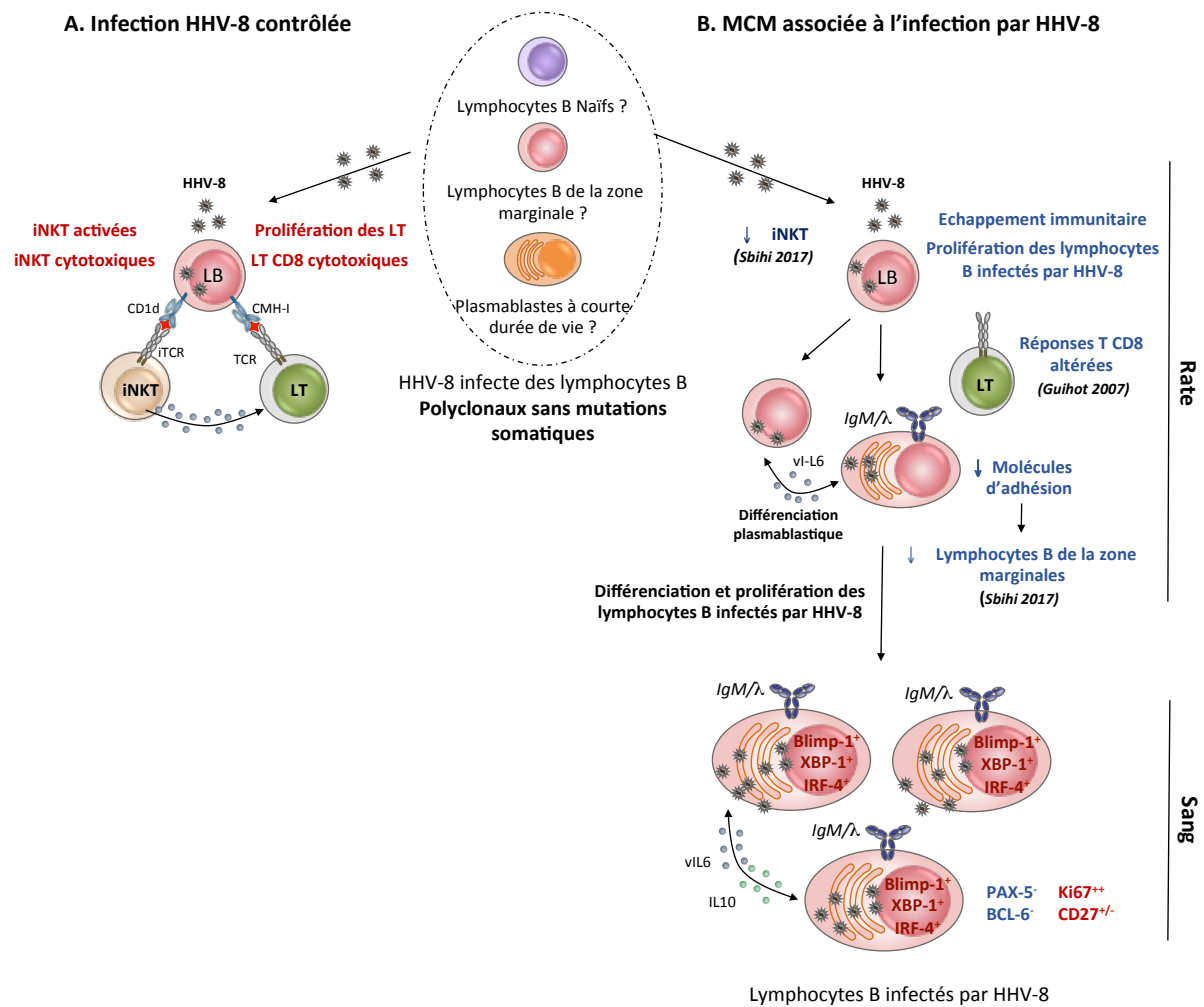 A. Infection HHV-8 contrôlée
B. MCM associée à l'infection par HHV-8
Lymphocytes B Naïfs ?
Lymphocytes B de la zone
marginale ?
Plasmablastes à courte
durée de vie ?
HHV-8 infecte des lymphocytes B
Polyclonaux sans mutations
somatiques
HHV-8
iNKT activées
iNKT cytotoxiques
Prolifération des LT
LT CD8 cytotoxiques
LB
CD1d
CMH-I
iTCR
TCR
iNKT
LT
HHV-8
↓ iNKT
(Sbihi 2017)
LB
Echappement immunitaire
Prolifération des lymphocytes
B infectés par HHV-8
LT
Réponses T CD8
altérées
(Guihot 2007)
IgM/λ
vI-L6
Différenciation
plasmablastique
↓ Molécules
d'adhésion
↓ Lymphocytes B de la zone
marginales
(Sbihi 2017)
Différenciation et prolifération des
lymphocytes B infectés par HHV-8
Rate
IgM/λ
Blimp-1⁺
XBP-1⁺
IRF-4⁺
IgM/λ
Blimp-1⁺
XBP-1⁺
IRF-4⁺
vIL6
IL10
IgM/λ
Blimp-1⁺
XBP-1⁺
IRF-4⁺
PAX-5⁻ Ki67⁺⁺
BCL-6⁻ CD27⁺/⁻
Sang
Lymphocytes B infectés par HHV-8